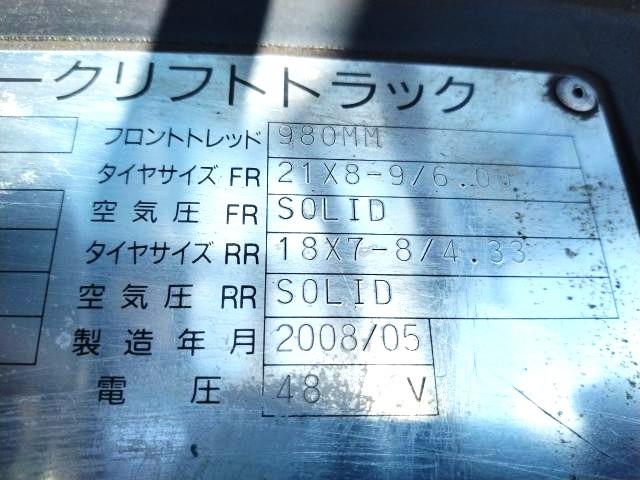 ークリフトトラック
フロントトレッド 980MM
タイヤサイズ FR 21X8-9/6.00
空気圧 FR SOLID
タイヤサイズ RR 18X7-8/4.33
空気圧 RR SOLID
製造年月 2008/05
電圧 48 V